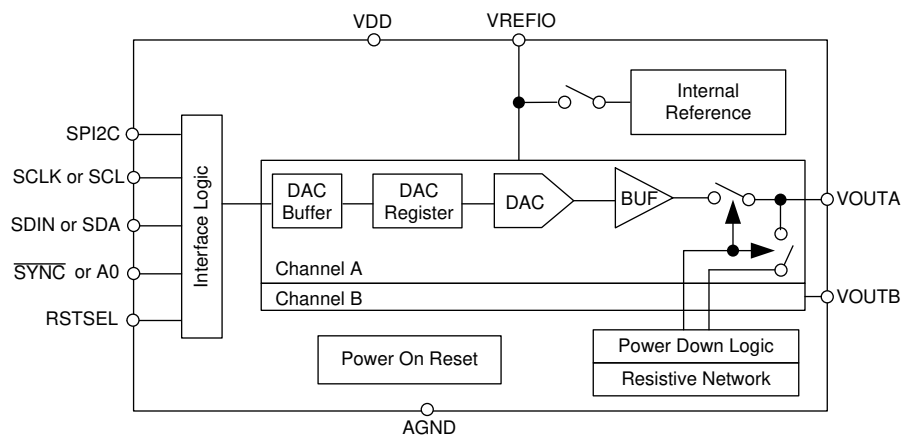 VDD
VREFIO
Internal
Reference
SPI2C
SCLK or SCL
SDIN or SDA
SYNC or A0
RSTSEL
Interface Logic
DAC
Buffer
DAC
Register
DAC
BUF
VOUTA
Channel A
Channel B
VOUTB
Power On Reset
Power Down Logic
Resistive Network
AGND